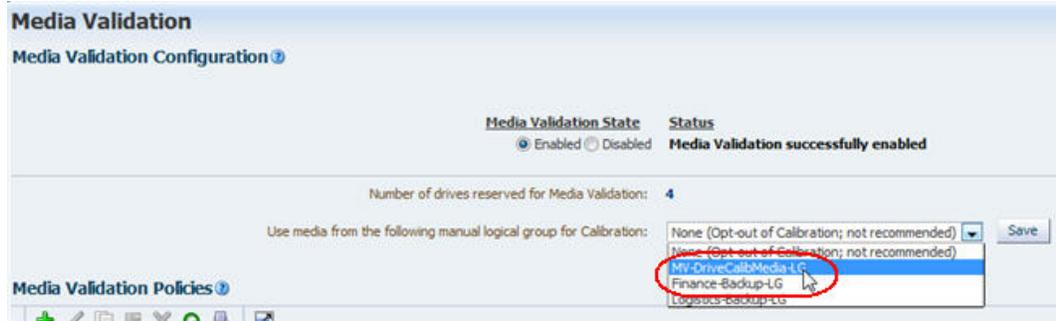 Media Validation
Media Validation Configuration
Media Validation State Status
Enabled Disabled Media Validation successfully enabled
Number of drives reserved for Media Validation: 4
Use media from the following manual logical group for Calibration: None (Opt-out of Calibration; not recommended) Save
None (Opt-out of Calibration; not recommended)
MV-DriveCalibMedia-LG
Finance-Backup-LG
Logistics-Backup-LG
Media Validation Policies